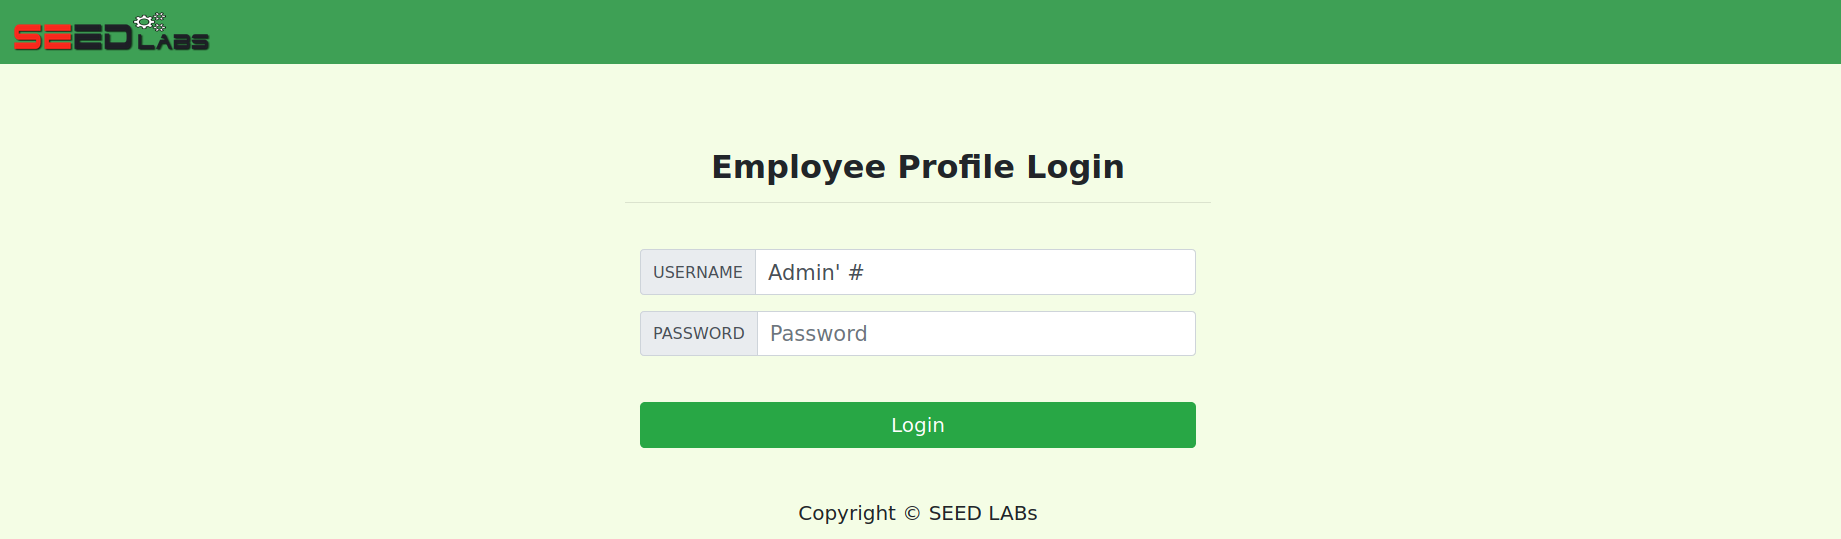 SEED LABS
Employee Profile Login
USERNAME Admin' #
PASSWORD Password
Login
Copyright © SEED LABs